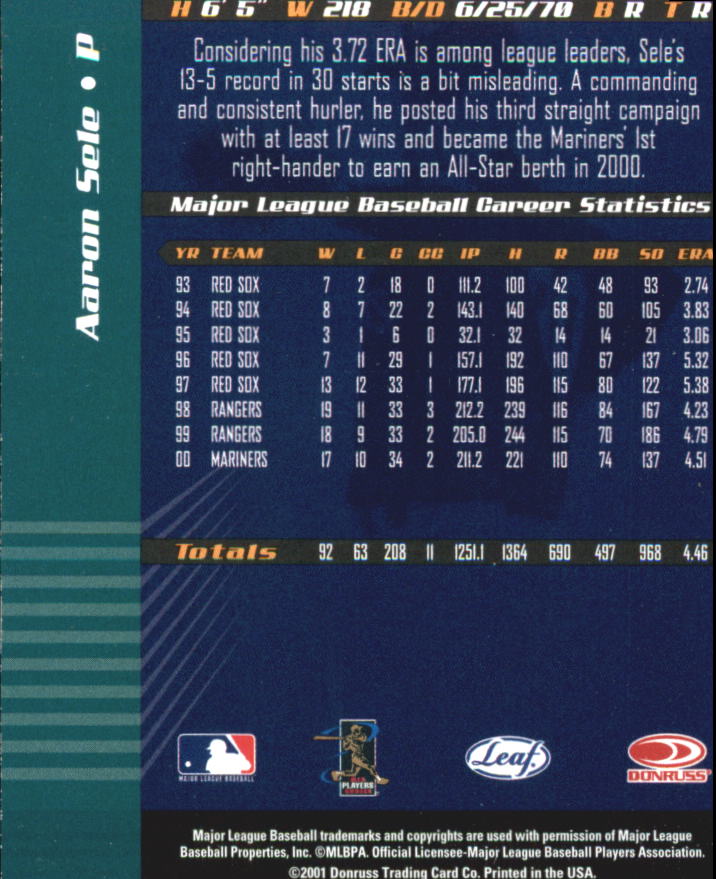 H 6' 5" W 218 B/D 6/25/70 B R T R
Aaron Sele • P
Considering his 3.72 ERA is among league leaders, Sele's
13-5 record in 30 starts is a bit misleading. A commanding
and consistent hurler, he posted his third straight campaign
with at least 17 wins and became the Mariners' 1st
right-hander to earn an All-Star berth in 2000.
Major League Baseball Career Statistics
YR TEAM W L G CG IP H R BB SO ERA
93 RED SOX 7 2 18 0 111.2 100 42 48 93 2.74
94 RED SOX 8 7 22 2 143.1 140 68 60 105 3.83
95 RED SOX 3 1 6 0 32.1 32 14 14 21 3.06
96 RED SOX 7 11 29 1 157.1 192 110 67 137 5.32
97 RED SOX 13 12 33 1 177.1 196 115 80 122 5.38
98 RANGERS 19 11 33 3 212.2 239 116 84 167 4.23
99 RANGERS 18 9 33 2 205.0 244 115 70 186 4.79
00 MARINERS 17 10 34 2 211.2 221 110 74 137 4.51
Totals 92 63 208 11 1251.1 1364 690 497 968 4.46
MAJOR LEAGUE BASEBALL
PLAYERS
Leaf
DONRUSS
Major League Baseball trademarks and copyrights are used with permission of Major League
Baseball Properties, Inc. ©MLBPA. Official Licensee-Major League Baseball Players Association.
©2001 Donruss Trading Card Co. Printed in the USA.